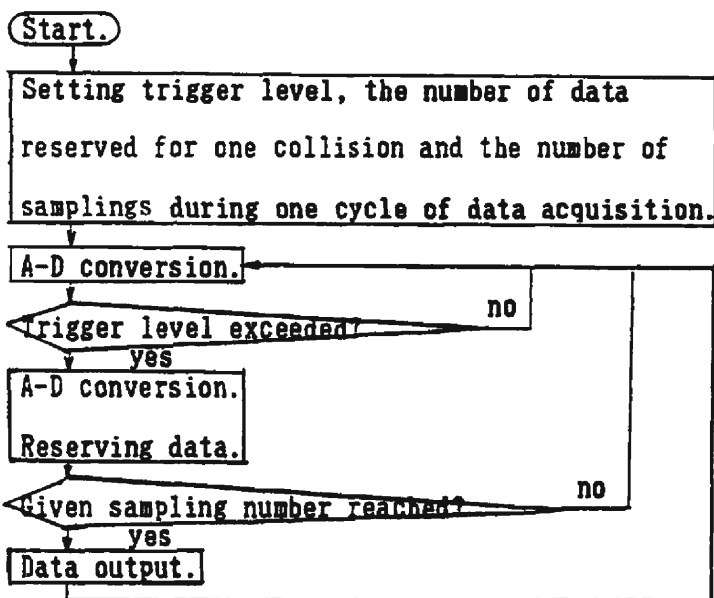 Start.
Setting trigger level, the number of data
reserved for one collision and the number of
samplings during one cycle of data acquisition.
A-D conversion.
no
Trigger level exceeded?
yes
A-D conversion.
Reserving data.
no
Given sampling number reached?
yes
Data output.